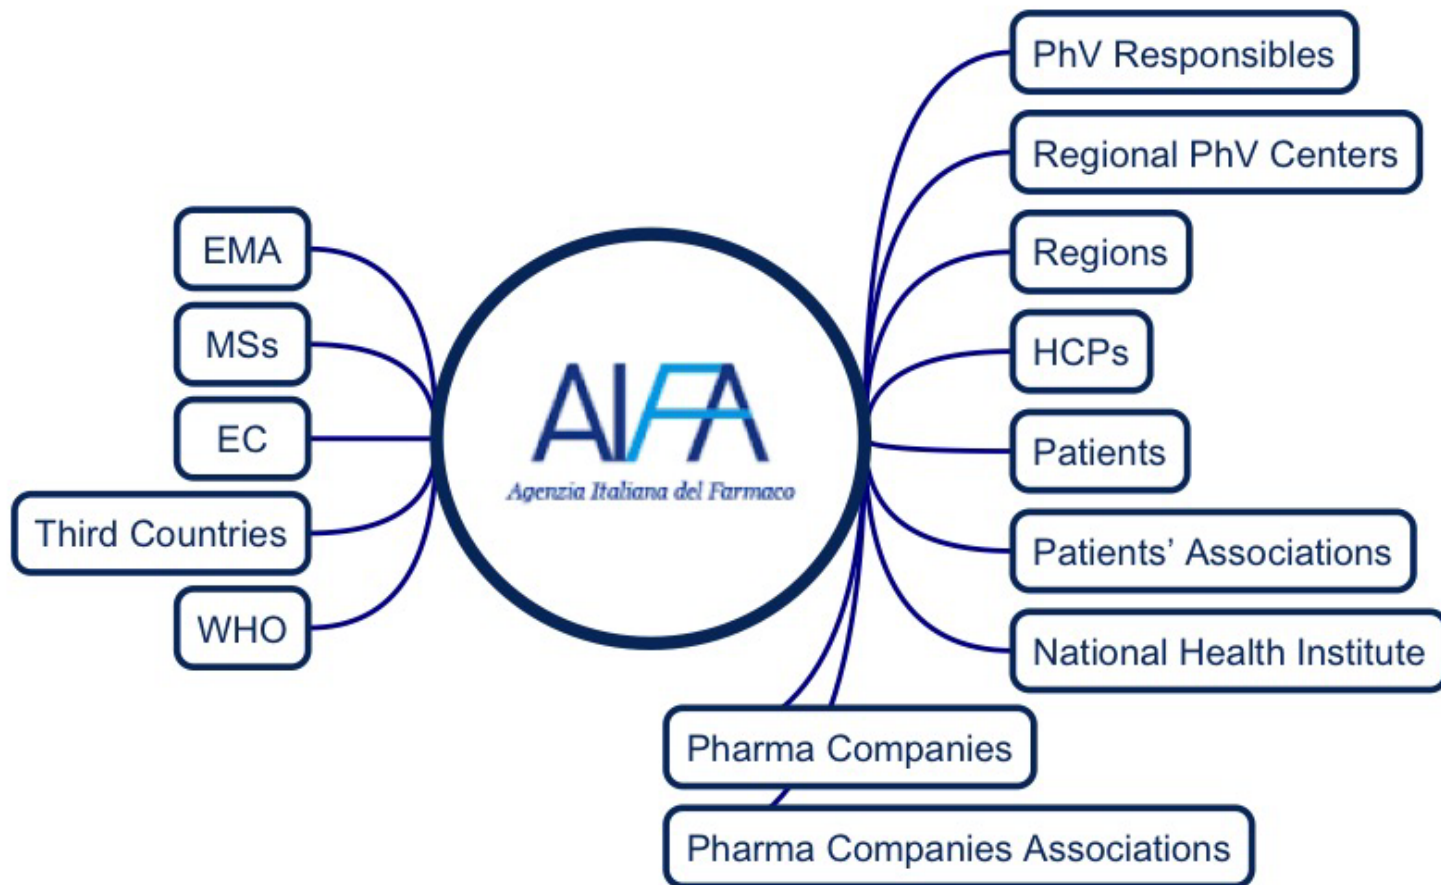 EMA
MSs
EC
Third Countries
WHO
AIFA
Agenzia Italiana del Farmaco
PhV Responsibles
Regional PhV Centers
Regions
HCPs
Patients
Patients’ Associations
National Health Institute
Pharma Companies
Pharma Companies Associations